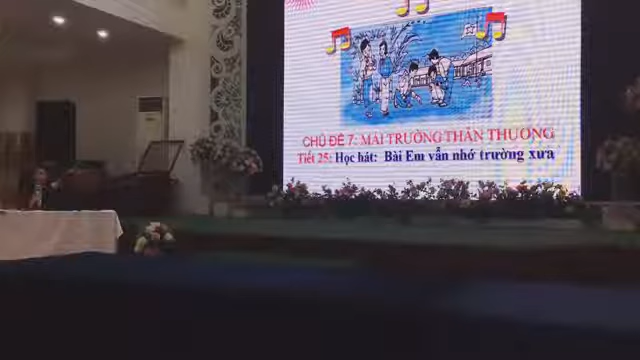 CHỦ ĐỀ 7: MÁI TRƯỜNG THÂN THƯƠNG
Tiết 25: Học hát: Bài Em vẫn nhớ trường xưa